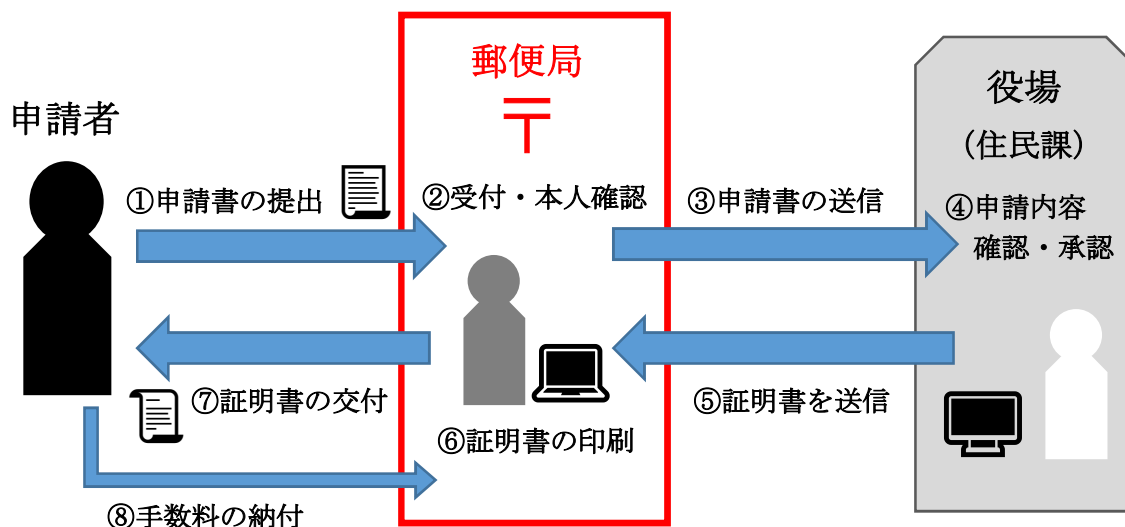 申請者
郵便局
〒
役場
（住民課）
①申請書の提出
②受付・本人確認
③申請書の送信
④申請内容
確認・承認
⑤証明書を送信
⑥証明書の印刷
⑦証明書の交付
⑧手数料の納付